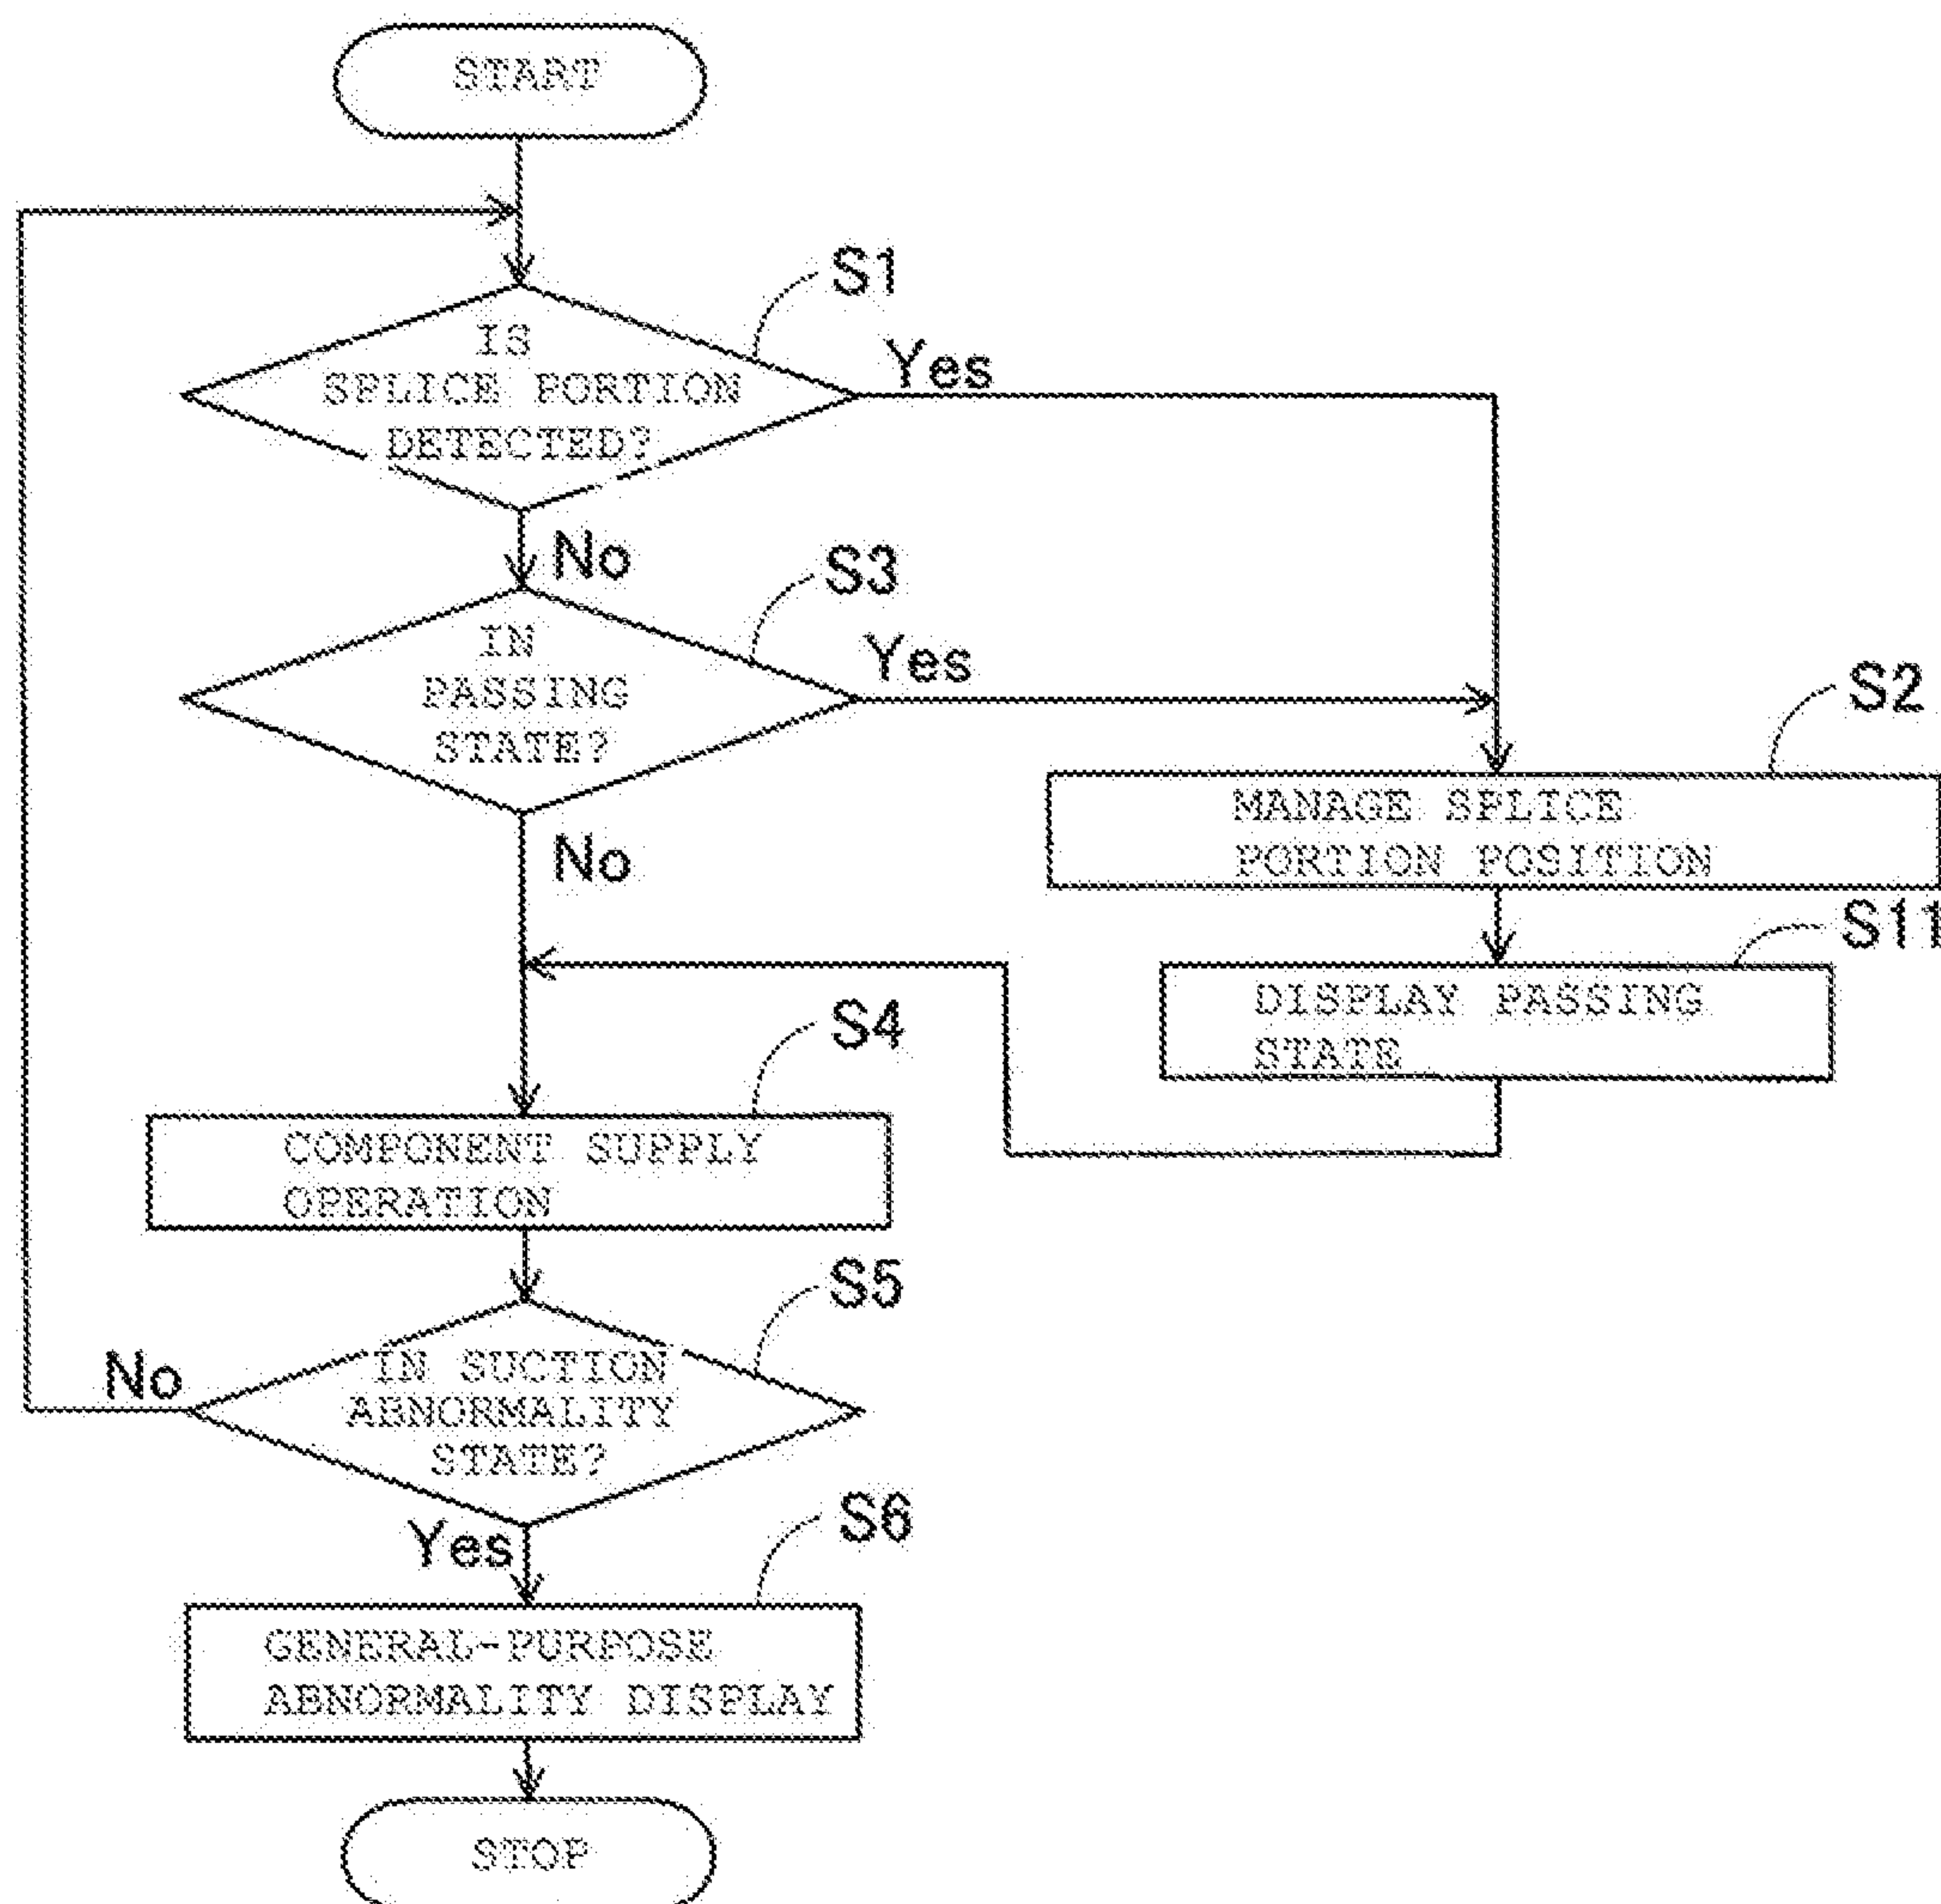 START
S1
IS
SPLICE PORTION
DETECTED?
Yes
No
S3
IN
PASSING
STATE?
Yes
No
S2
MANAGE SPLICE
PORTION POSITION
S11
DISPLAY PASSING
STATE
S4
COMPONENT SUPPLY
OPERATION
S5
IN SUCTION
ABNORMALITY
STATE?
No
Yes
S6
GENERAL-PURPOSE
ABNORMALITY DISPLAY
STOP